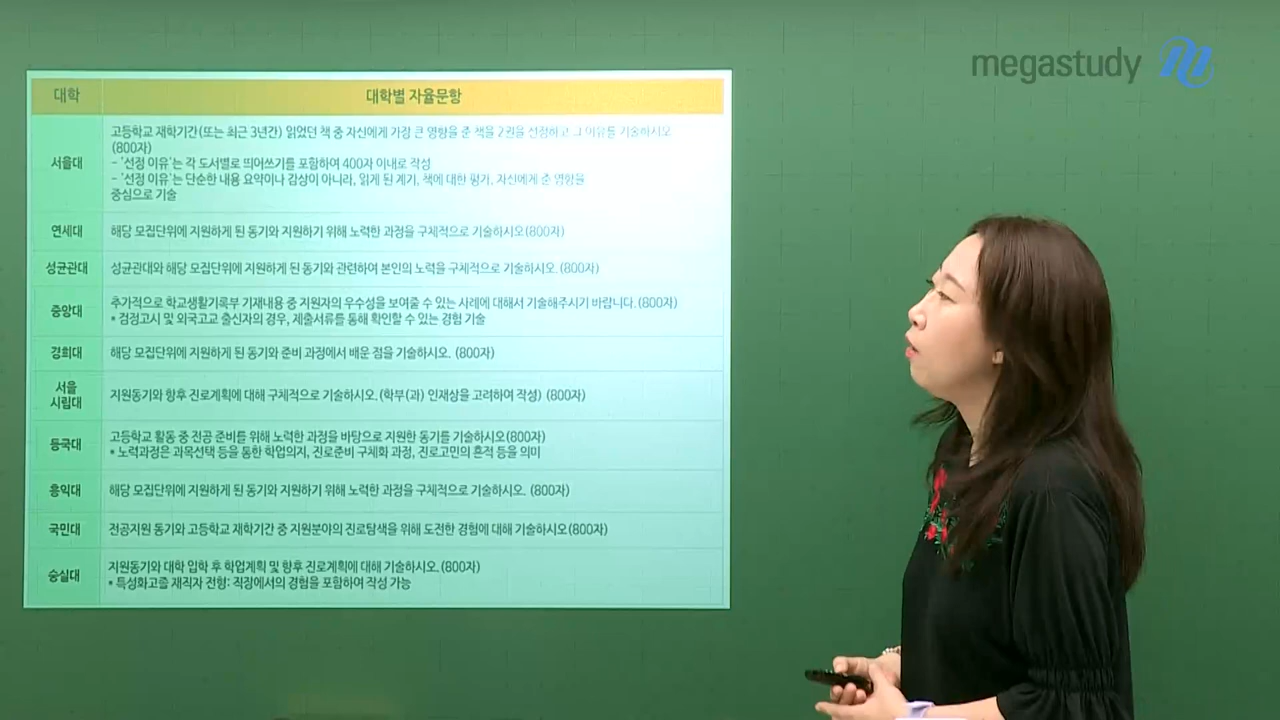 megastudy
대학 대학별 자율문항
서울대
고등학교 재학기간(또는 최근 3년간) 읽었던 책 중 자신에게 가장 큰 영향을 준 책을 2권을 선정하고 그 이유를 기술하시오
(800자)
- '선정 이유'는 각 도서별로 띄어쓰기를 포함하여 400자 이내로 작성
- '선정 이유'는 단순한 내용 요약이나 감상이 아니라, 읽게 된 계기, 책에 대한 평가, 자신에게 준 영향을
중심으로 기술
연세대 해당 모집단위에 지원하게 된 동기와 지원하기 위해 노력한 과정을 구체적으로 기술하시오(800자)
성균관대 성균관대와 해당 모집단위에 지원하게 된 동기와 관련하여 본인의 노력을 구체적으로 기술하시오. (800자)
중앙대
추가적으로 학교생활기록부 기재내용 중 지원자의 우수성을 보여줄 수 있는 사례에 대해서 기술해주시기 바랍니다. (800자)
* 검정고시 및 외국고교 출신자의 경우, 제출서류를 통해 확인할 수 있는 경험 기술
경희대 해당 모집단위에 지원하게 된 동기와 준비 과정에서 배운 점을 기술하시오. (800자)
서울
시립대
지원동기와 향후 진로계획에 대해 구체적으로 기술하시오. (학부(과) 인재상을 고려하여 작성) (800자)
동국대
고등학교 활동 중 전공 준비를 위해 노력한 과정을 바탕으로 지원한 동기를 기술하시오(800자)
* 노력과정은 과목선택 등을 통한 학업의지, 진로준비 구체화 과정, 진로고민의 흔적 등을 의미
홍익대 해당 모집단위에 지원하게 된 동기와 지원하기 위해 노력한 과정을 구체적으로 기술하시오. (800자)
국민대 전공지원 동기와 고등학교 재학기간 중 지원분야의 진로탐색을 위해 도전한 경험에 대해 기술하시오(800자)
숭실대
지원동기와 대학 입학 후 학업계획 및 향후 진로계획에 대해 기술하시오. (800자)
* 특성화고졸 재직자 전형: 직장에서의 경험을 포함하여 작성 가능